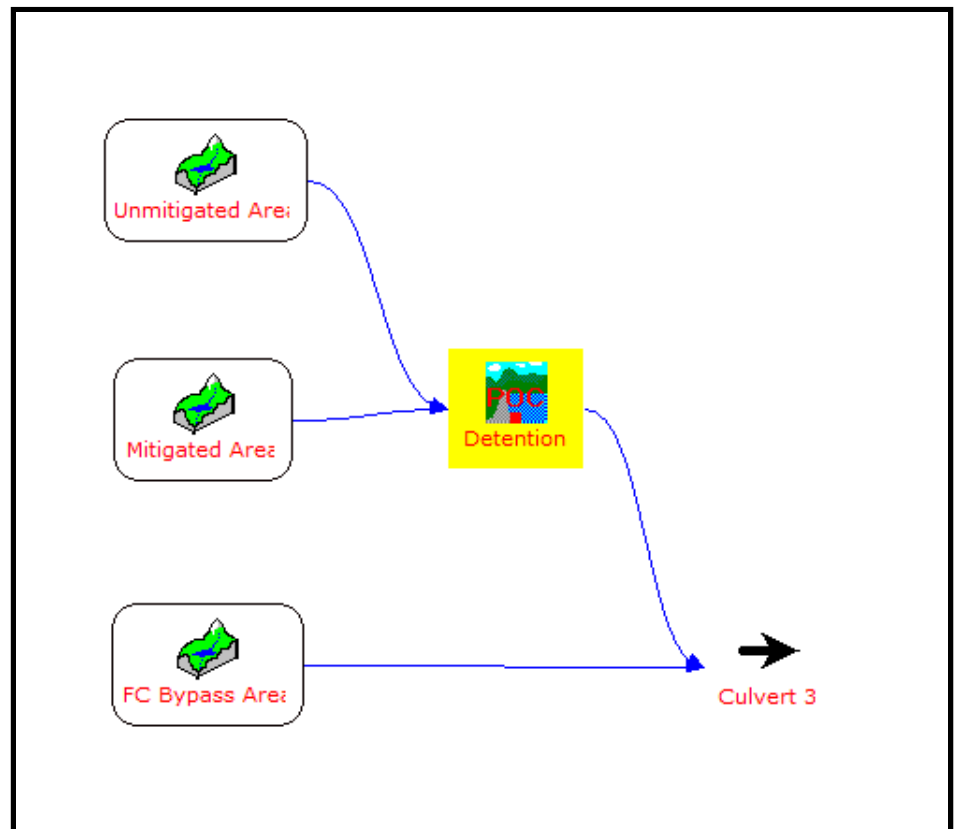 Unmitigated Area
Mitigated Area
POC
Detention
FC Bypass Area
Culvert 3